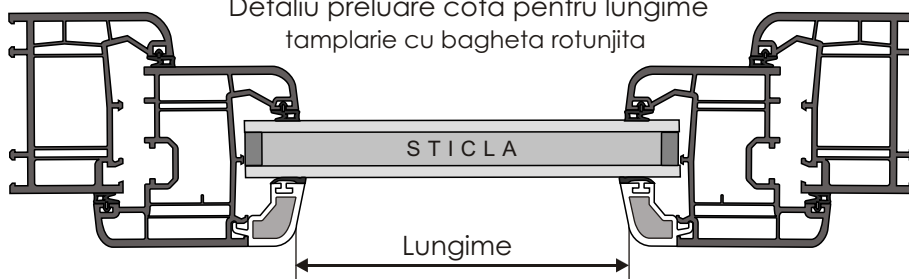 Detaliu preluare cota pentru lungime
tamplarie cu bagheta rotunjita
STICLA
Lungime